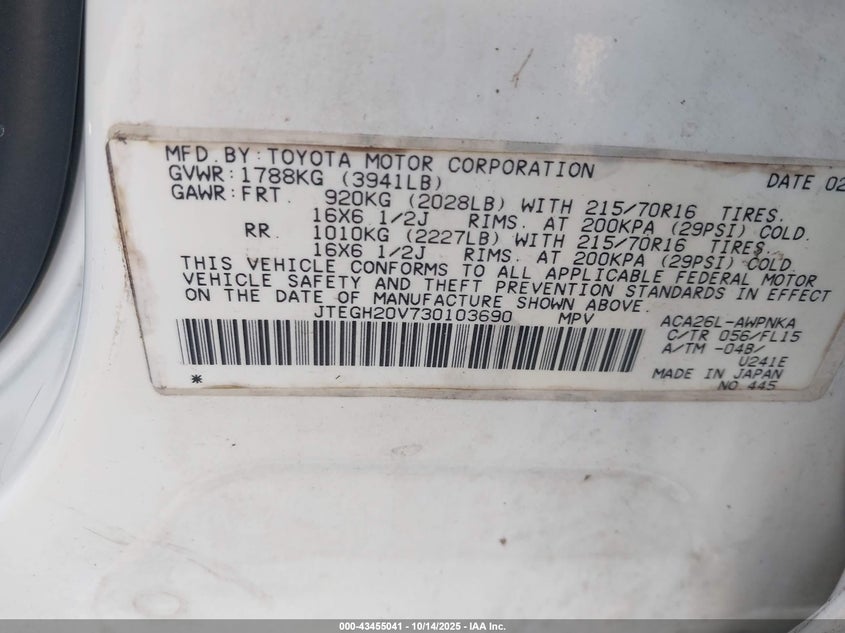 MFD. BY: TOYOTA MOTOR CORPORATION DATE 02
GVWR: 1788KG (3941LB)
GAWR: FRT. 920KG (2028LB) WITH 215/70R16 TIRES.
16X6 1/2J RIMS. AT 200KPA (29PSI) COLD.
RR. 1010KG (2227LB) WITH 215/70R16 TIRES.
16X6 1/2J RIMS. AT 200KPA (29PSI) COLD
THIS VEHICLE CONFORMS TO ALL APPLICABLE FEDERAL MOTOR
VEHICLE SAFETY AND THEFT PREVENTION STANDARDS IN EFFECT
ON THE DATE OF MANUFACTURE SHOWN ABOVE.
JTEGH20V730103690 MPV ACA26L-AWPNKA
C/TR 056/FL15
A/TM -04B/
U241E
* MADE IN JAPAN
NO 445
000-43455041 - 10/14/2025 - IAA Inc.